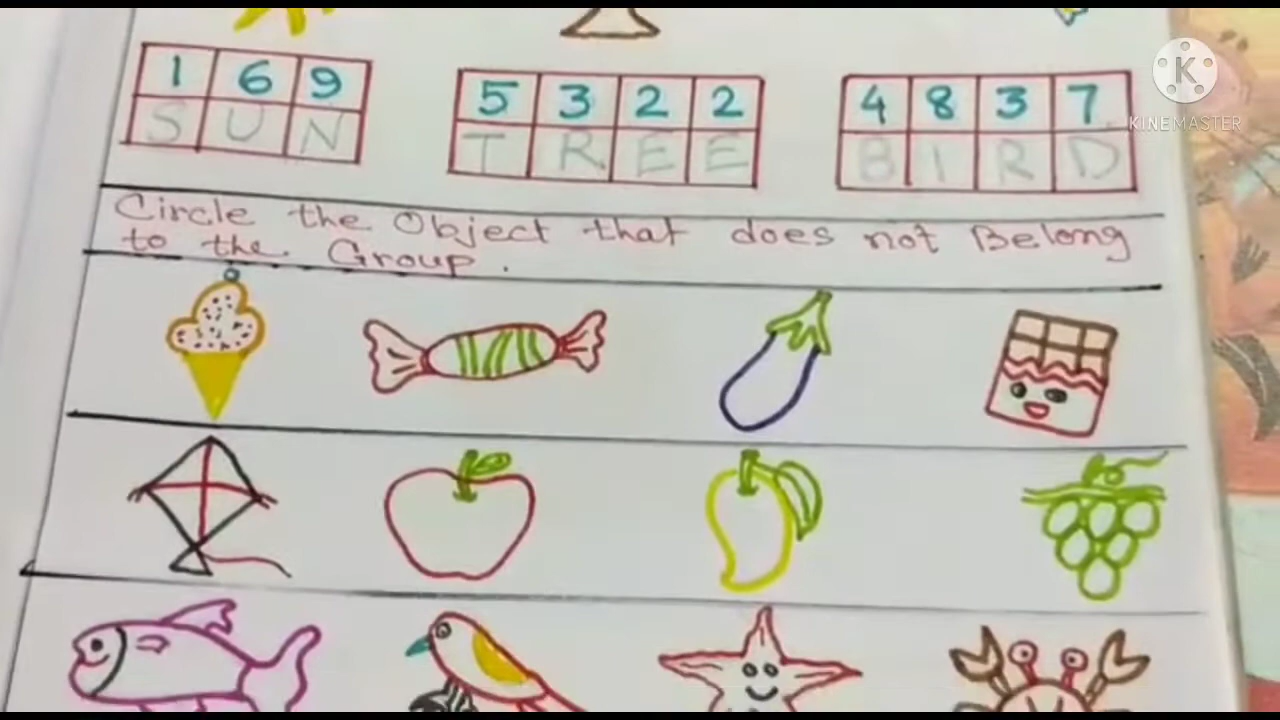 1 6 9
S U N
5 3 2 2
T R E E
4 8 3 7
B I R D
K
KINEMASTER
Circle the Object that does not Belong
to the Group.